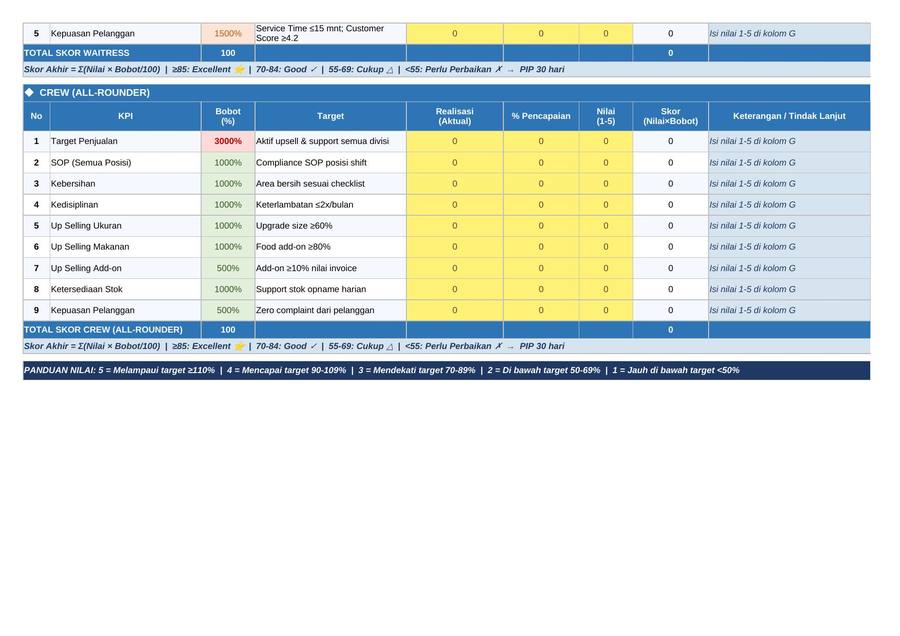 5 Kepuasan Pelanggan 1500% Service Time ≤15 mnt; Customer Score ≥4.2 0 0 0 0 Isi nilai 1-5 di kolom G
TOTAL SKOR WAITRESS 100 0
Skor Akhir = Σ(Nilai × Bobot/100) | ≥85: Excellent ⭐ | 70-84: Good ✓ | 55-69: Cukup △ | <55: Perlu Perbaikan ✗ → PIP 30 hari
◆ CREW (ALL-ROUNDER)
No KPI Bobot (%) Target Realisasi (Aktual) % Pencapaian Nilai (1-5) Skor (Nilai×Bobot) Keterangan / Tindak Lanjut
1 Target Penjualan 3000% Aktif upsell & support semua divisi 0 0 0 0 Isi nilai 1-5 di kolom G
2 SOP (Semua Posisi) 1000% Compliance SOP posisi shift 0 0 0 0 Isi nilai 1-5 di kolom G
3 Kebersihan 1000% Area bersih sesuai checklist 0 0 0 0 Isi nilai 1-5 di kolom G
4 Kedisiplinan 1000% Keterlambatan ≤2x/bulan 0 0 0 0 Isi nilai 1-5 di kolom G
5 Up Selling Ukuran 1000% Upgrade size ≥60% 0 0 0 0 Isi nilai 1-5 di kolom G
6 Up Selling Makanan 1000% Food add-on ≥80% 0 0 0 0 Isi nilai 1-5 di kolom G
7 Up Selling Add-on 500% Add-on ≥10% nilai invoice 0 0 0 0 Isi nilai 1-5 di kolom G
8 Ketersediaan Stok 1000% Support stok opname harian 0 0 0 0 Isi nilai 1-5 di kolom G
9 Kepuasan Pelanggan 500% Zero complaint dari pelanggan 0 0 0 0 Isi nilai 1-5 di kolom G
TOTAL SKOR CREW (ALL-ROUNDER) 100 0
Skor Akhir = Σ(Nilai × Bobot/100) | ≥85: Excellent ⭐ | 70-84: Good ✓ | 55-69: Cukup △ | <55: Perlu Perbaikan ✗ → PIP 30 hari
PANDUAN NILAI: 5 = Melampaui target ≥110% | 4 = Mencapai target 90-109% | 3 = Mendekati target 70-89% | 2 = Di bawah target 50-69% | 1 = Jauh di bawah target <50%